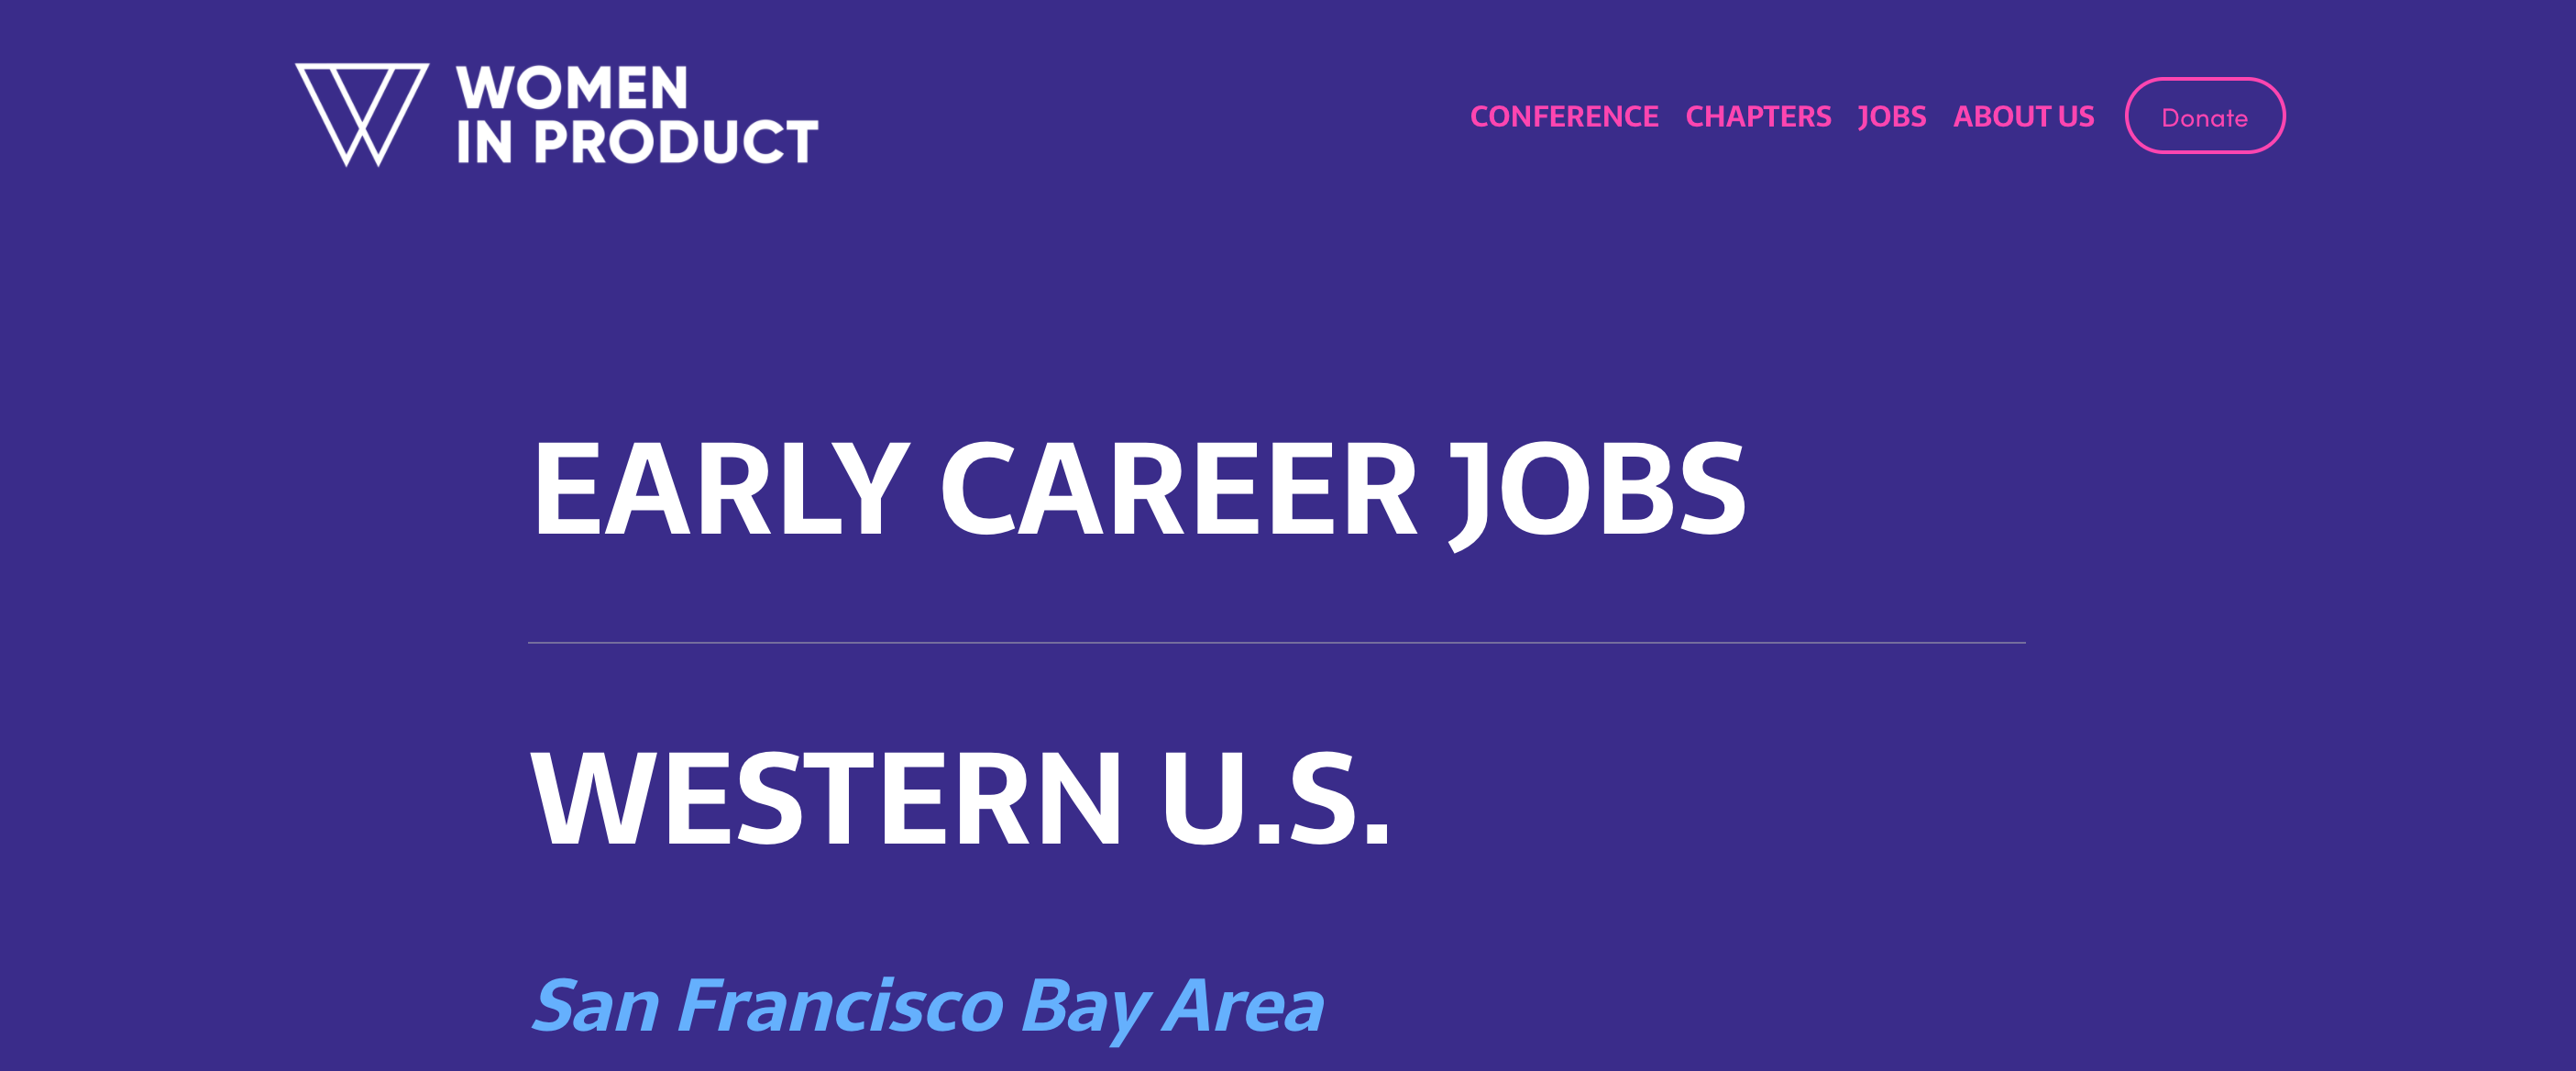 WOMEN
IN PRODUCT
CONFERENCE CHAPTERS JOBS ABOUT US Donate
EARLY CAREER JOBS
WESTERN U.S.
San Francisco Bay Area